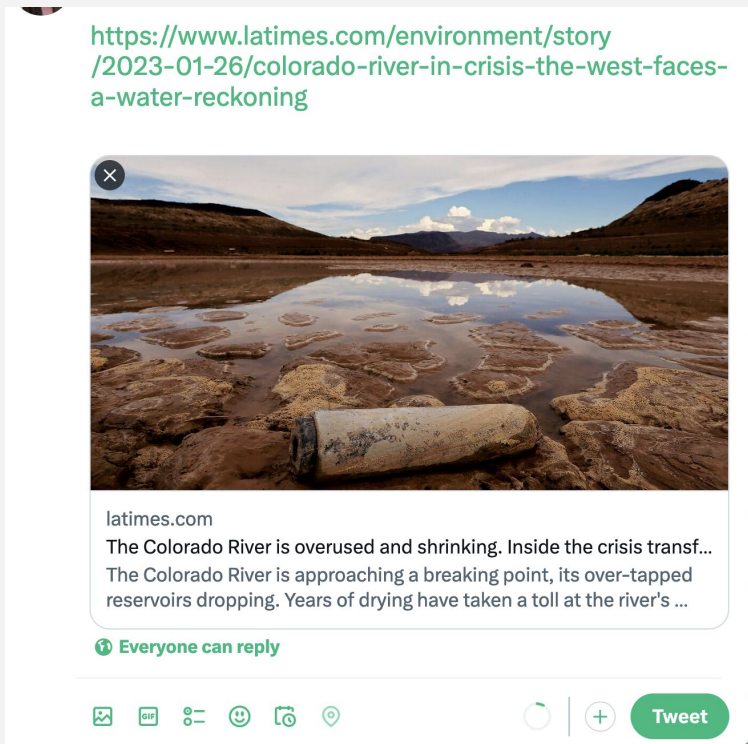 https://www.latimes.com/environment/story
/2023-01-26/colorado-river-in-crisis-the-west-faces-
a-water-reckoning
latimes.com
The Colorado River is overused and shrinking. Inside the crisis transf...
The Colorado River is approaching a breaking point, its over-tapped
reservoirs dropping. Years of drying have taken a toll at the river's ...
Everyone can reply
GIF
Tweet